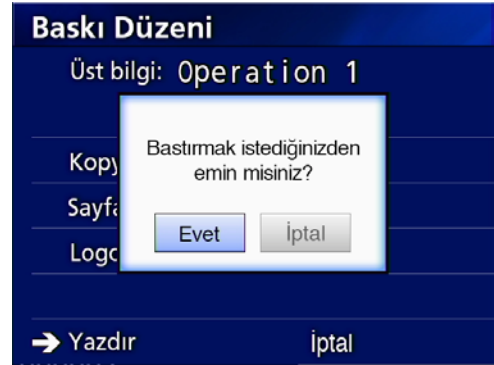 Baskı Düzeni
Üst bilgi: Operation 1
Bastırmak istediğinizden
emin misiniz?
Evet İptal
Yazdır İptal